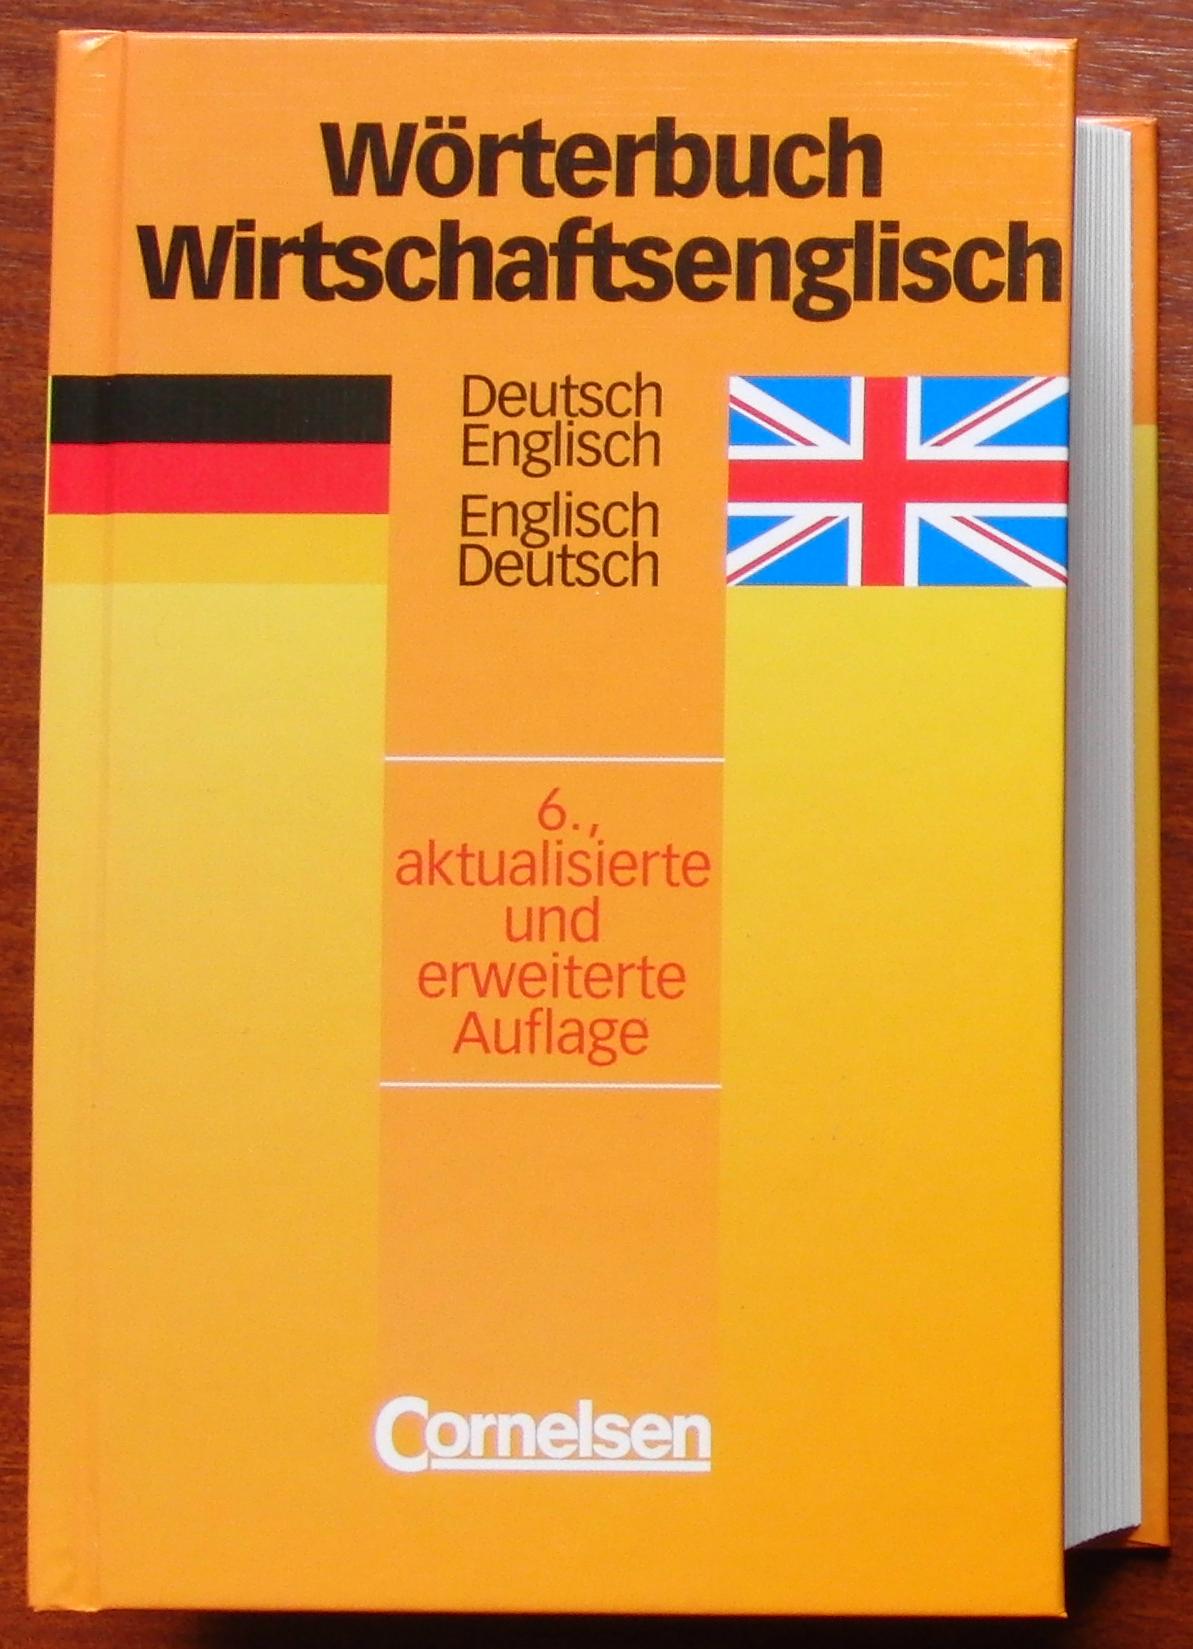 Wörterbuch
Wirtschaftsenglisch
Deutsch
Englisch
Englisch
Deutsch
6.,
aktualisierte
und
erweiterte
Auflage
Cornelsen